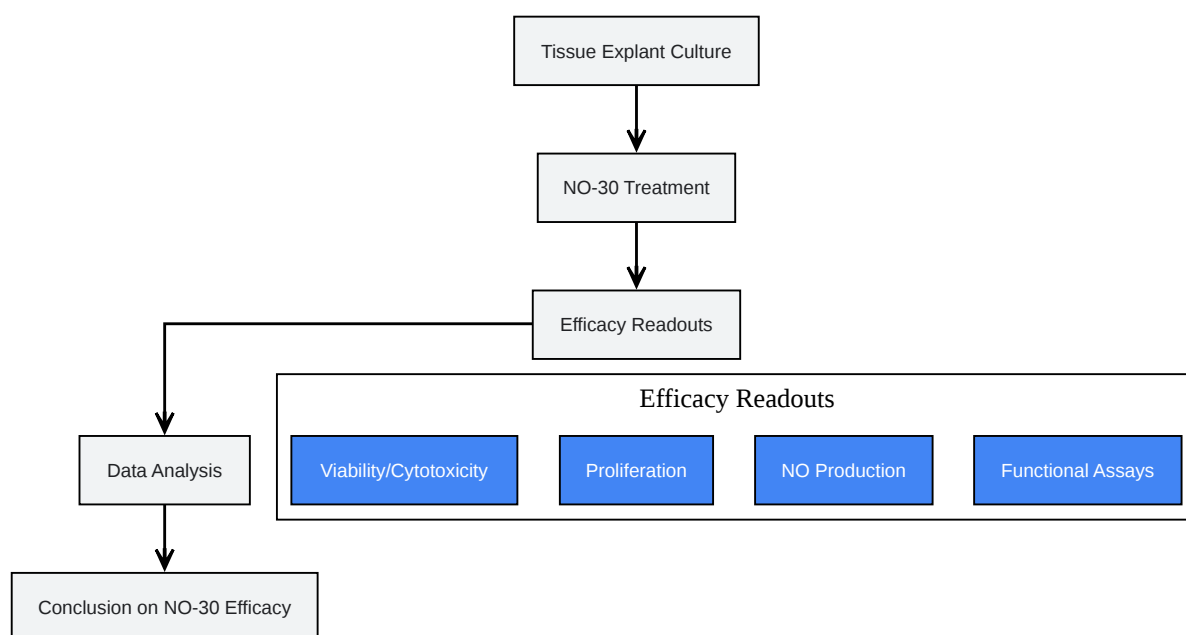 Tissue Explant Culture
NO-30 Treatment
Efficacy Readouts
Efficacy Readouts
Data Analysis
Viability/Cytotoxicity
Proliferation
NO Production
Functional Assays
Conclusion on NO-30 Efficacy